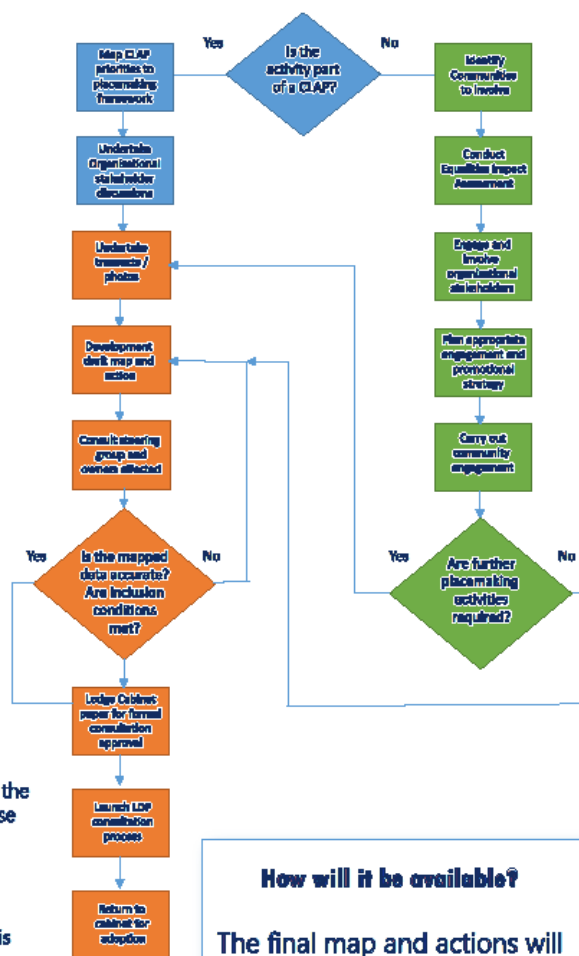 Yes
Is the
activity part
of a CLAP?
No
Map CLAP
priorities to
placemaking
framework
Undertake
Organisational
stakeholder
discussions
Identify
Communities
to Involve
Conduct
Equalities Impact
Assessment
Engage and
Involve
organisational
stakeholders
Plan appropriate
engagement and
promotional
strategy
Carry out
community
engagement
Yes
Are further
placemaking
activities
required?
No
Undertake
transects /
photos
Development
draft map and
action
Consult steering
group and
owners affected
Yes
Is the mapped
data accurate?
Are inclusion
conditions
met?
No
Lodge Cabinet
paper for formal
consultation
approval
Launch LDP
consultation
process
Return to
cabinet for
adoption
the
se
is
How will it be available?
The final map and actions will